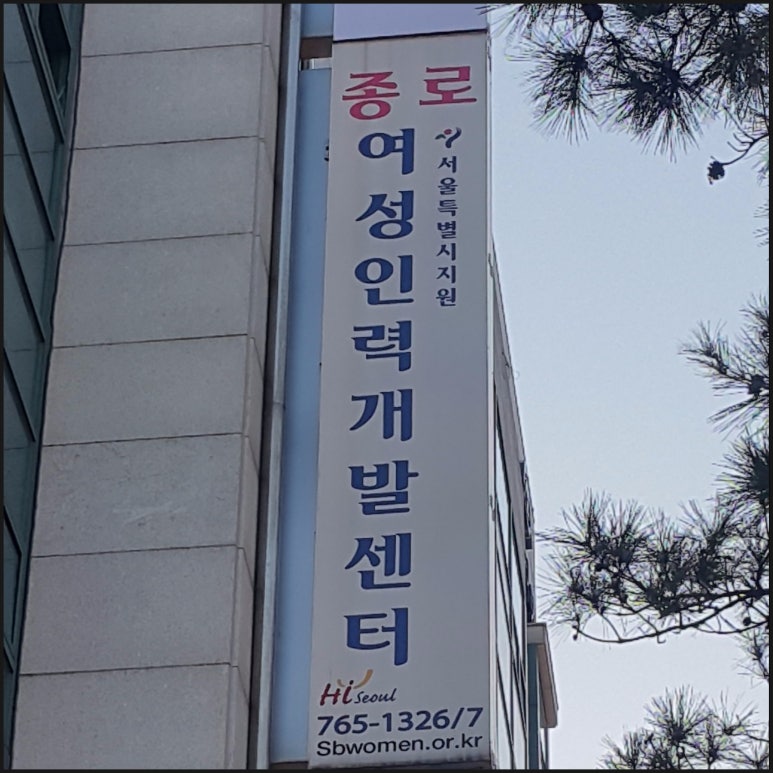 종로
여성인력개발센터
서울특별시지원
Hi Seoul
765-1326/7
Sbwomen.or.kr